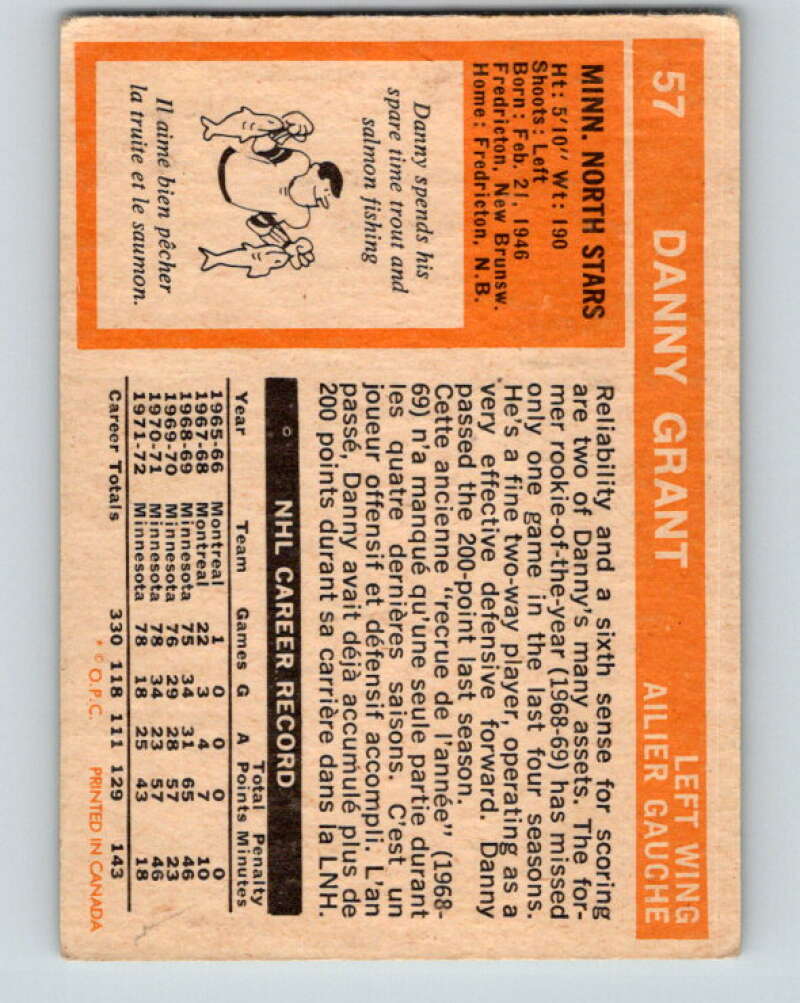 57 DANNY GRANT LEFT WING
AILIER GAUCHE
MINN. NORTH STARS
Ht: 5'10" Wt: 190
Shoots: Left
Born: Feb. 21, 1946
Fredricton, New Brunsw.
Home: Fredricton, N.B.
Danny spends his
spare time trout and
salmon fishing
Il aime bien pêcher
la truite et le saumon.
Reliability and a sixth sense for scoring
are two of Danny's many assets. The for-
mer rookie-of-the-year (1968-69) has missed
only one game in the last four seasons.
He's a fine two-way player, operating as a
very effective defensive forward. Danny
passed the 200-point last season.
Cette ancienne "recrue de l'année" (1968-
69) n'a manqué qu'une seule partie durant
les quatre dernières saisons. C'est un
joueur offensif et défensif accompli. L'an
passé, Danny avait déjà accumulé plus de
200 points durant sa carrière dans la LNH.
NHL CAREER RECORD
Total Penalty
Year Team Games G A Points Minutes
1965-66 Montreal 1 0 0 0 0
1967-68 Montreal 22 3 4 7 10
1968-69 Minnesota 75 34 31 65 46
1969-70 Minnesota 76 29 28 57 23
1970-71 Minnesota 78 34 23 57 46
1971-72 Minnesota 78 18 25 43 18
Career Totals 330 118 111 129 143
* © O.P.C. PRINTED IN CANADA